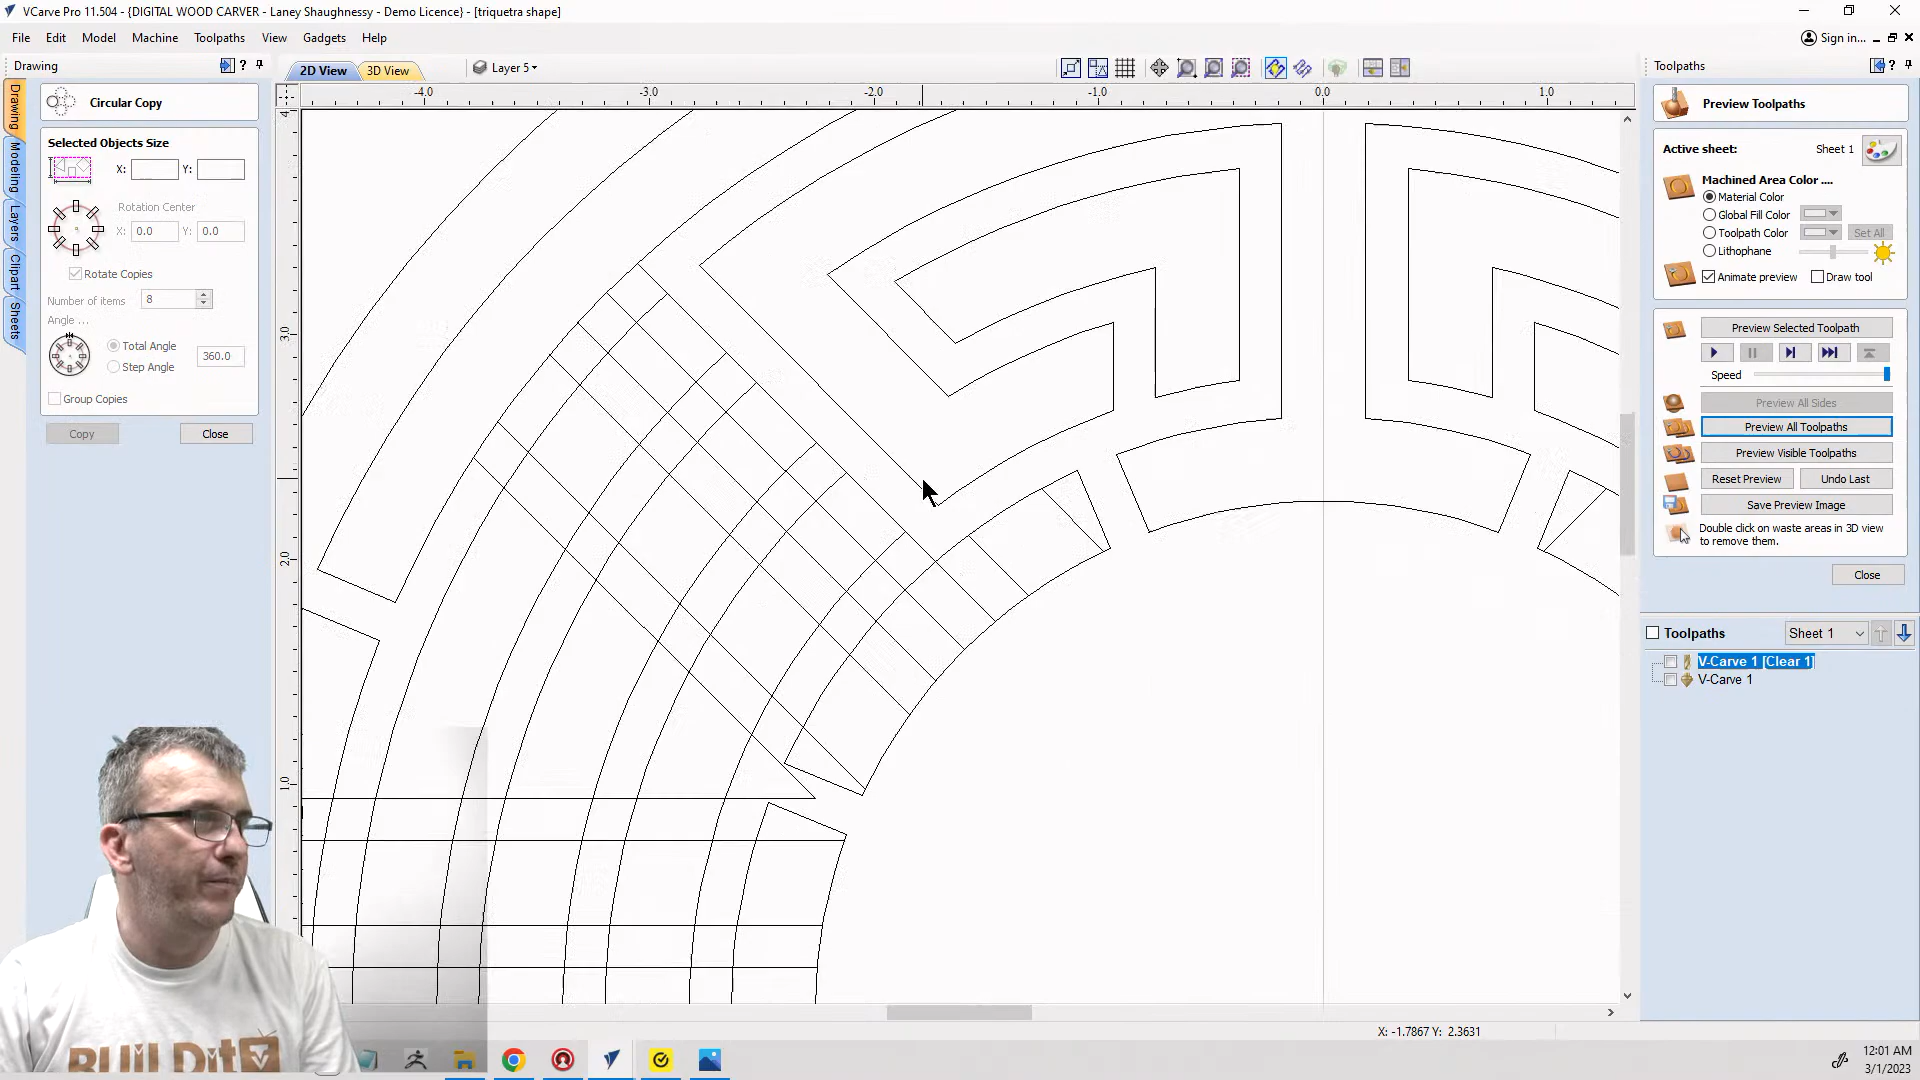 VCarve Pro 11.504 - {DIGITAL WOOD CARVER - Laney Shaughnessy - Demo Licence} - [triquetra shape]
File Edit Model Machine Toolpaths View Gadgets Help
Sign in...
Drawing
2D View
3D View
Layer 5
Toolpaths
Drawing
Modeling
Layers
Clipart
Sheets
Circular Copy
Selected Objects Size
X:
Y:
Rotation Center
X: 0.0 Y: 0.0
Rotate Copies
Number of items 8
Angle ...
Total Angle
360.0
Step Angle
Group Copies
Copy
Close
-4.0 -3.0 -2.0 -1.0 0.0 1.0
4
3.0
2.0
1.0
Preview Toolpaths
Active sheet: Sheet 1
Machined Area Color ....
Material Color
Global Fill Color
Toolpath Color
Set All
Lithophane
Animate preview
Draw tool
Preview Selected Toolpath
Speed
Preview All Sides
Preview All Toolpaths
Preview Visible Toolpaths
Reset Preview
Undo Last
Save Preview Image
Double click on waste areas in 3D view
to remove them.
Close
Toolpaths
Sheet 1
V-Carve 1 [Clear 1]
V-Carve 1
BUILDit
X: -1.7867 Y: 2.3631
12:01 AM
3/1/2023